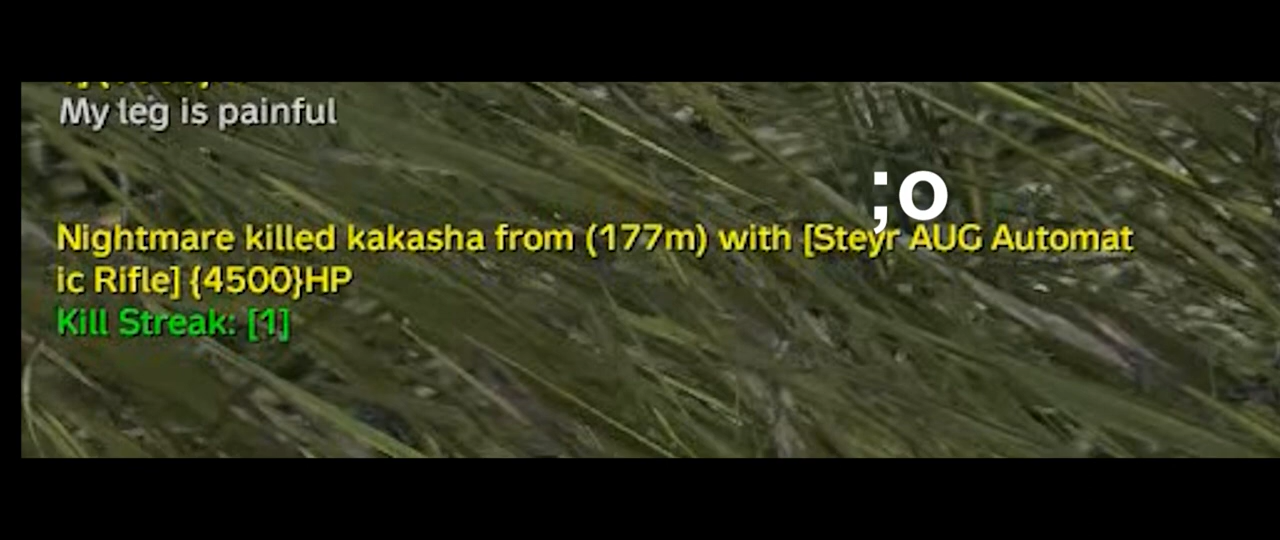 My leg is painful
;o
Nightmare killed kakasha from (177m) with [Steyr AUG Automat
ic Rifle] {4500}HP
Kill Streak: [1]